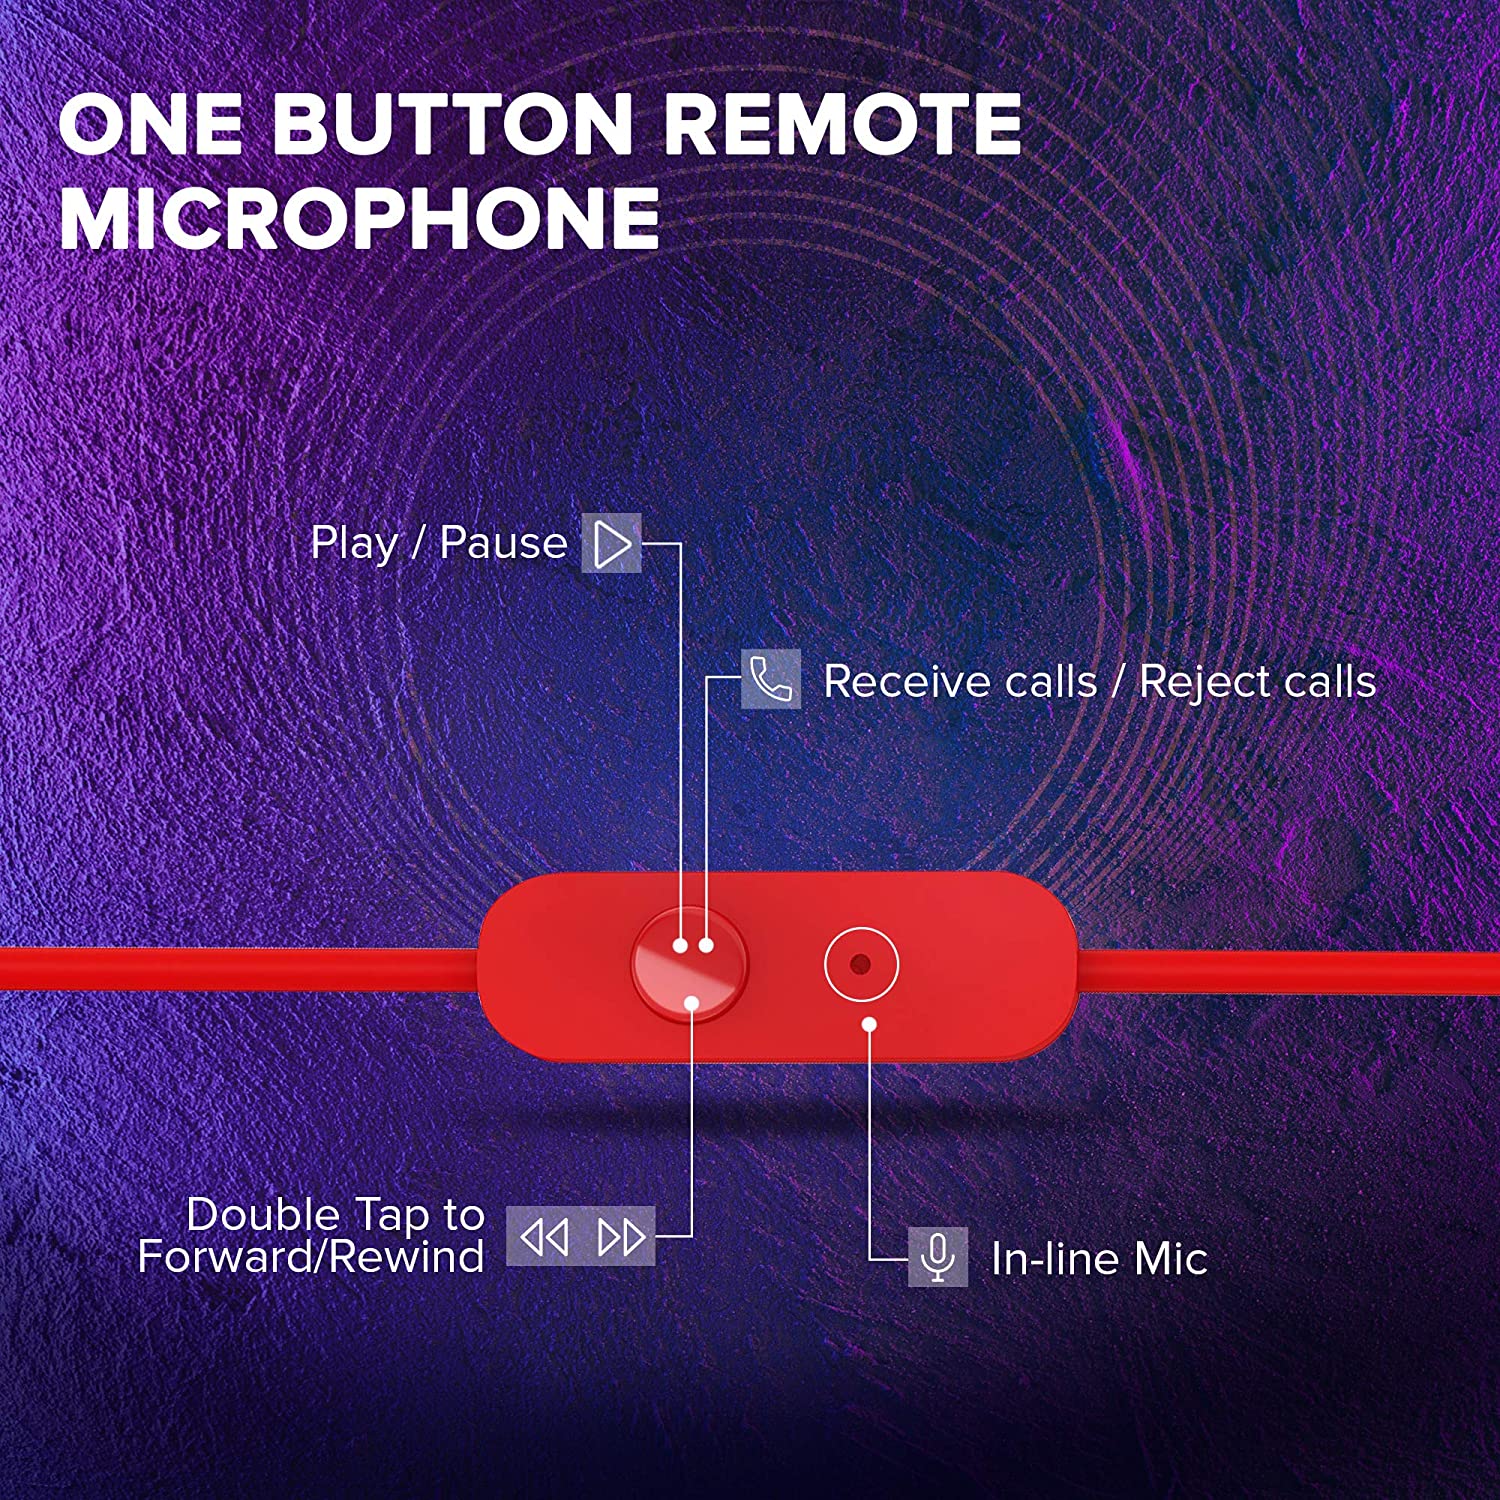 ONE BUTTON REMOTE
MICROPHONE
Play / Pause
Receive calls / Reject calls
Double Tap to
Forward/Rewind
In-line Mic